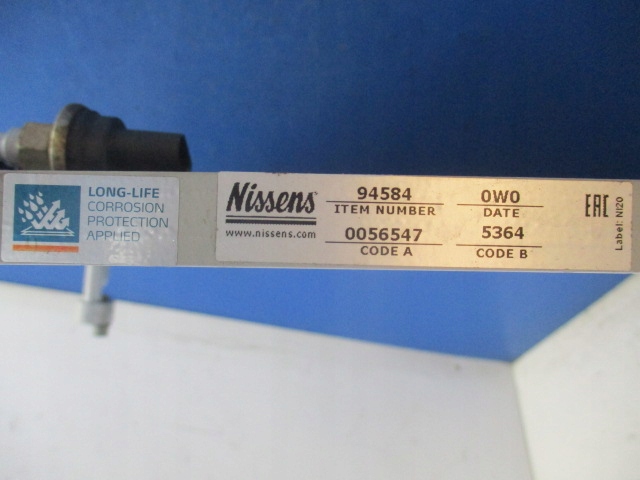 LONG-LIFE
CORROSION
PROTECTION
APPLIED
Nissens
www.nissens.com
94584
ITEM NUMBER
0056547
CODE A
0W0
DATE
5364
CODE B
EAC
Label: NI20